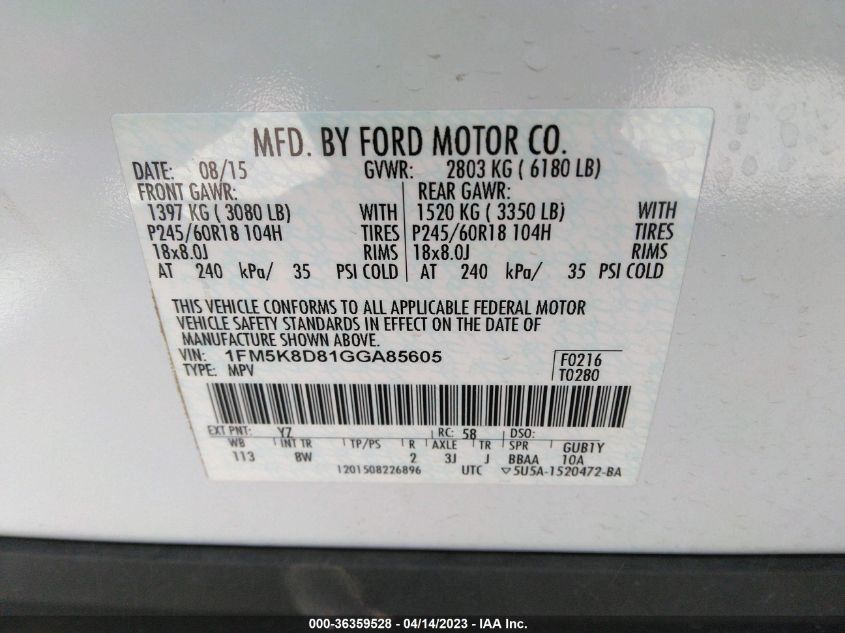 MFD. BY FORD MOTOR CO.
DATE: 08/15 GVWR: 2803 KG ( 6180 LB)
FRONT GAWR: REAR GAWR:
1397 KG ( 3080 LB) WITH 1520 KG ( 3350 LB) WITH
P245/60R18 104H TIRES P245/60R18 104H TIRES
18x8.0J RIMS 18x8.0J RIMS
AT 240 kPa/ 35 PSI COLD AT 240 kPa/ 35 PSI COLD
THIS VEHICLE CONFORMS TO ALL APPLICABLE FEDERAL MOTOR
VEHICLE SAFETY STANDARDS IN EFFECT ON THE DATE OF
MANUFACTURE SHOWN ABOVE.
VIN: 1FM5K8D81GGA85605 F0216
TYPE: MPV T0280
EXT PNT: YZ RC: 58 DSO:
WB INT TR TP/PS R AXLE TR SPR GUB1Y
113 BW 2 3J J BBAA 10A
1201508226896 UTC ▽5U5A-1520472-BA
000-36359528 - 04/14/2023 - IAA Inc.